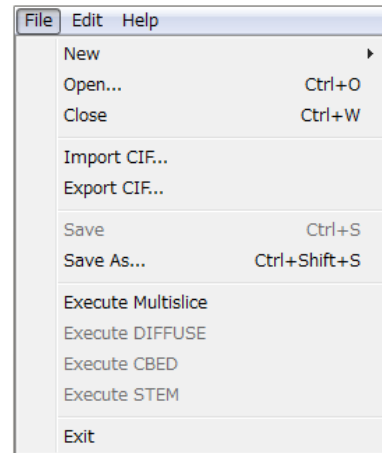 File Edit Help
New
Open... Ctrl+O
Close Ctrl+W
Import CIF...
Export CIF...
Save Ctrl+S
Save As... Ctrl+Shift+S
Execute Multislice
Execute DIFFUSE
Execute CBED
Execute STEM
Exit